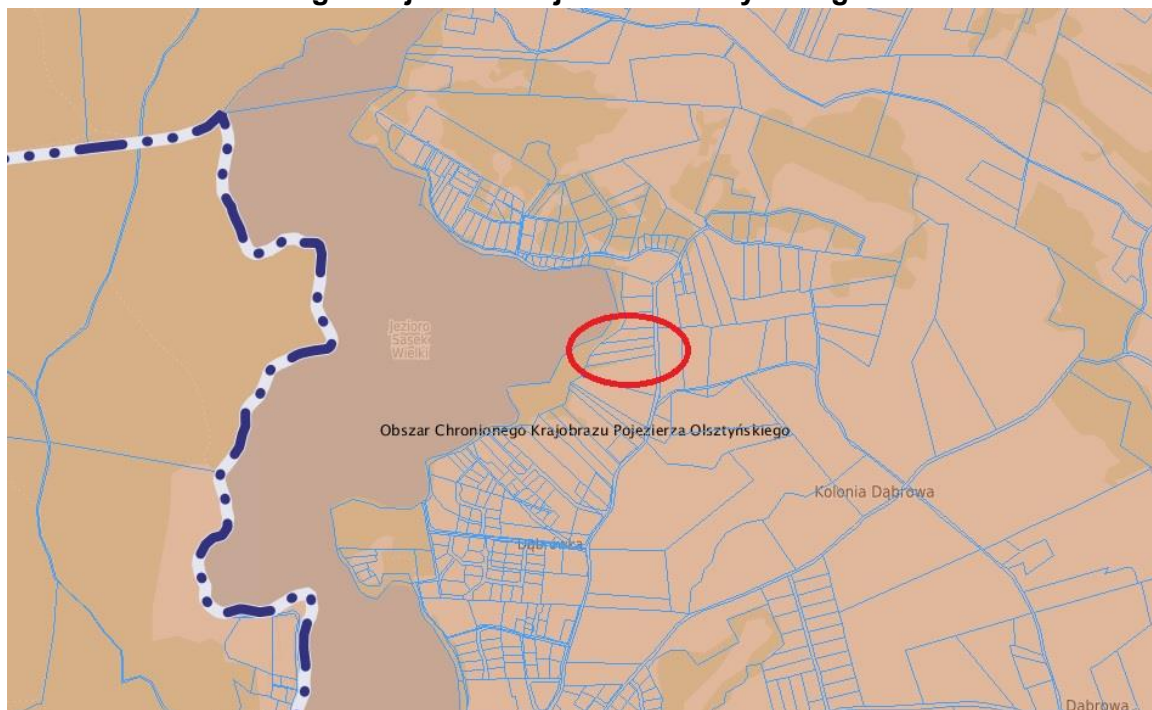 Jezioro
Sasek
Wielki
Obszar Chronionego Krajobrazu Pojezierza Olsztyńskiego
Kolonia Dąbrowa
Dąbrówka
Dąbrowa